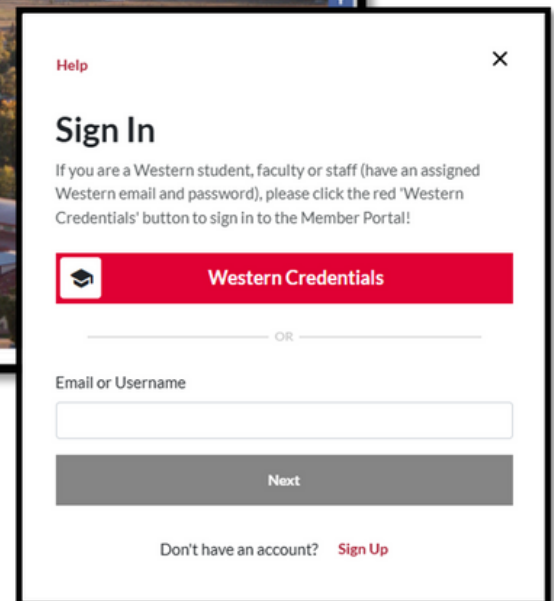 Help
Sign In
If you are a Western student, faculty or staff (have an assigned
Western email and password), please click the red 'Western
Credentials' button to sign in to the Member Portal!
Western Credentials
OR
Email or Username
Next
Don't have an account? Sign Up